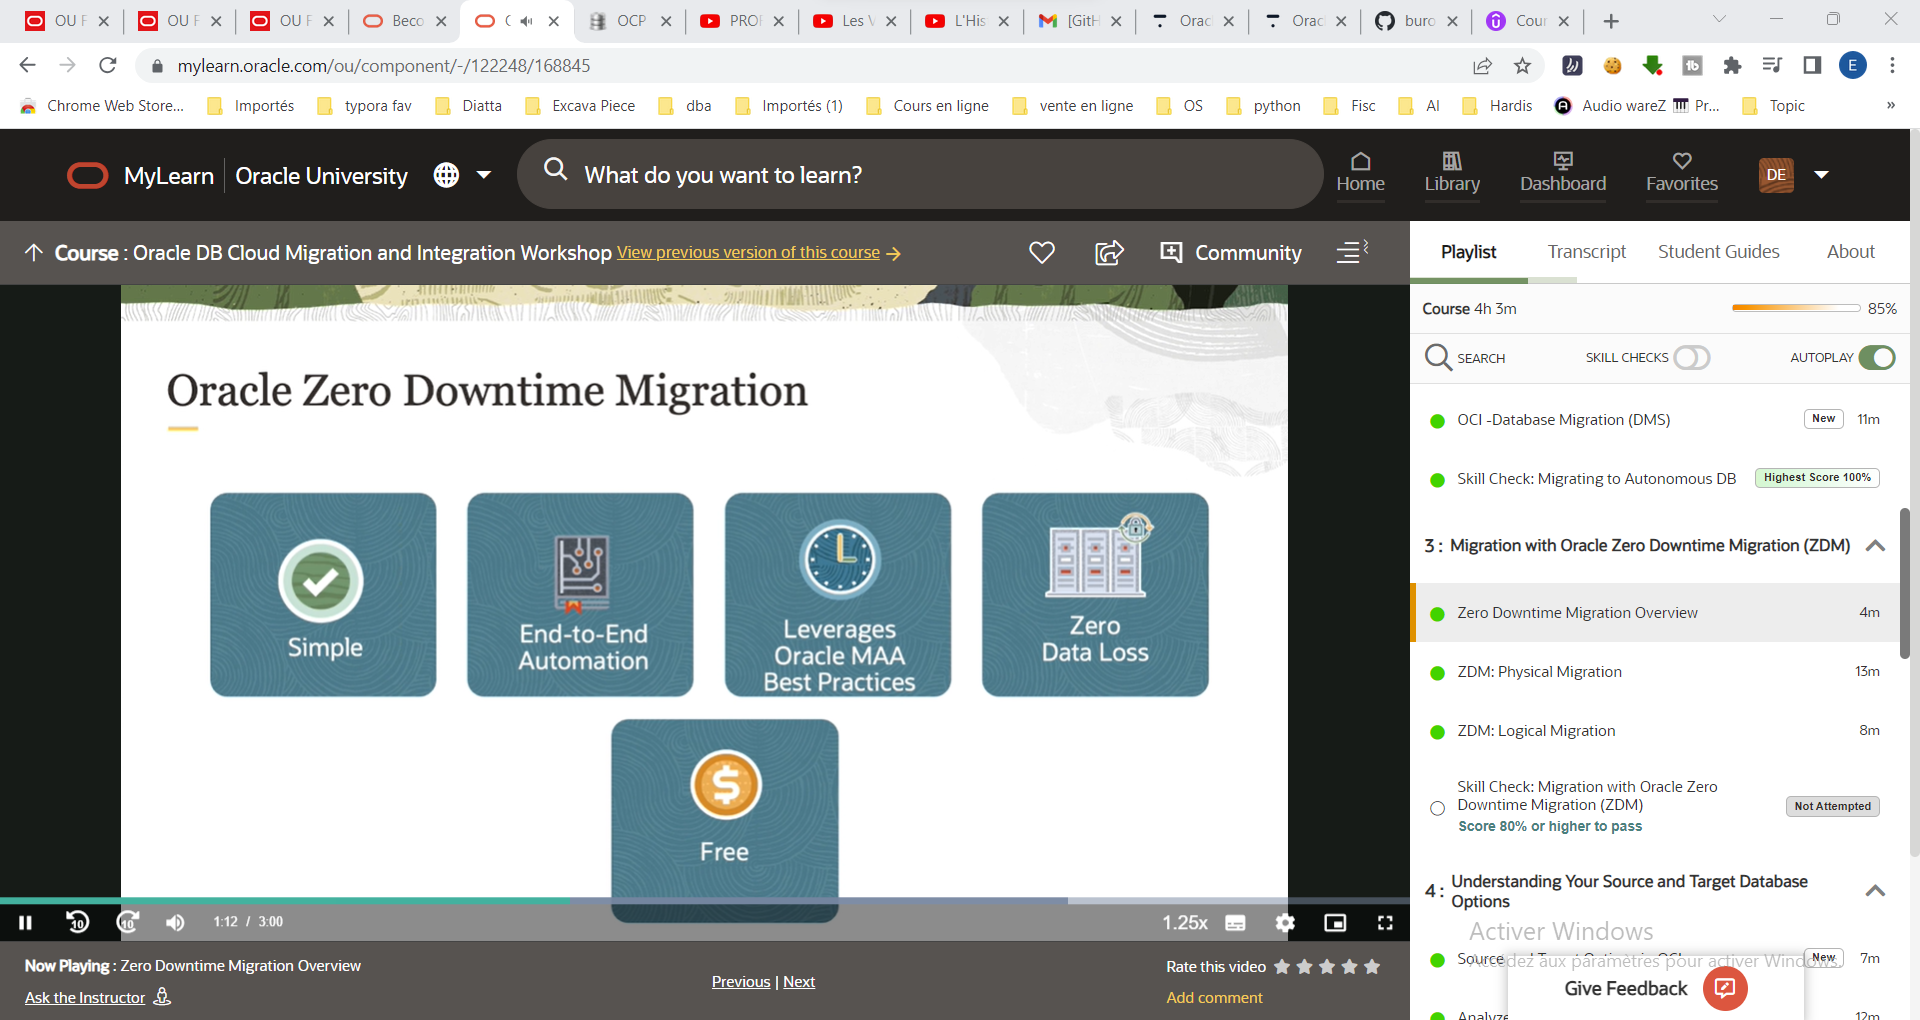 OU F
OU F
OU F
Beco
OCP
PROF
Les V
L'His
[GitH
Orac
Orac
buro
Cour
mylearn.oracle.com/ou/component/-/122248/168845
E
Chrome Web Store...
Importés
typora fav
Diatta
Excava Piece
dba
Importés (1)
Cours en ligne
vente en ligne
OS
python
Fisc
AI
Hardis
Audio wareZ
Pr...
Topic
»
MyLearn
Oracle University
What do you want to learn?
Home
Library
Dashboard
Favorites
DE
Course : Oracle DB Cloud Migration and Integration Workshop View previous version of this course
Community
Oracle Zero Downtime Migration
Simple
End-to-End
Automation
Leverages
Oracle MAA
Best Practices
Zero
Data Loss
Free
10
10
1:12 / 3:00
1.25x
Now Playing : Zero Downtime Migration Overview
Ask the Instructor
Previous | Next
Rate this video
Add comment
Playlist
Transcript
Student Guides
About
Course 4h 3m
85%
SEARCH
SKILL CHECKS
AUTOPLAY
OCI -Database Migration (DMS)
New
11m
Skill Check: Migrating to Autonomous DB
Highest Score 100%
3 : Migration with Oracle Zero Downtime Migration (ZDM)
Zero Downtime Migration Overview
4m
ZDM: Physical Migration
13m
ZDM: Logical Migration
8m
Skill Check: Migration with Oracle Zero
Downtime Migration (ZDM)
Score 80% or higher to pass
Not Attempted
4 : Understanding Your Source and Target Database
Options
Activer Windows
Accédez aux paramètres pour activer Windows.
New
7m
Give Feedback
Analyze
12m